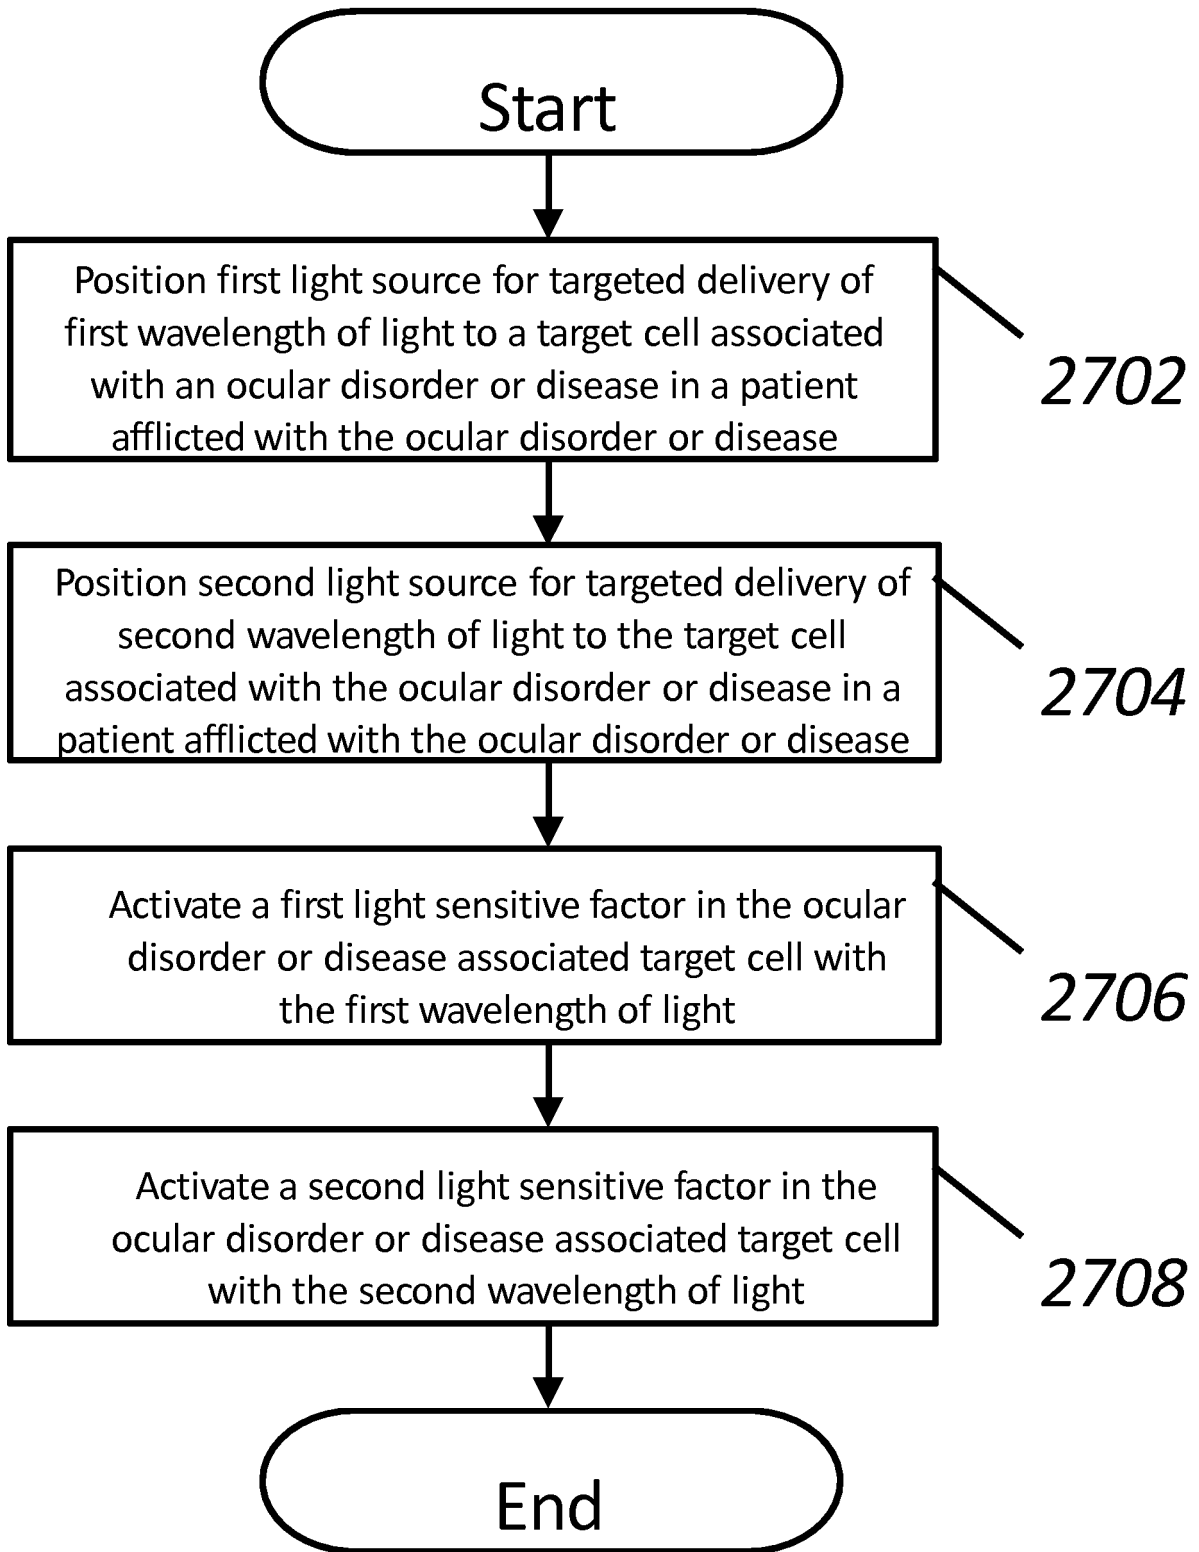 Start
Position first light source for targeted delivery of
first wavelength of light to a target cell associated
with an ocular disorder or disease in a patient
afflicted with the ocular disorder or disease
2702
Position second light source for targeted delivery of
second wavelength of light to the target cell
associated with the ocular disorder or disease in a
patient afflicted with the ocular disorder or disease
2704
Activate a first light sensitive factor in the ocular
disorder or disease associated target cell with
the first wavelength of light
2706
Activate a second light sensitive factor in the
ocular disorder or disease associated target cell
with the second wavelength of light
2708
End